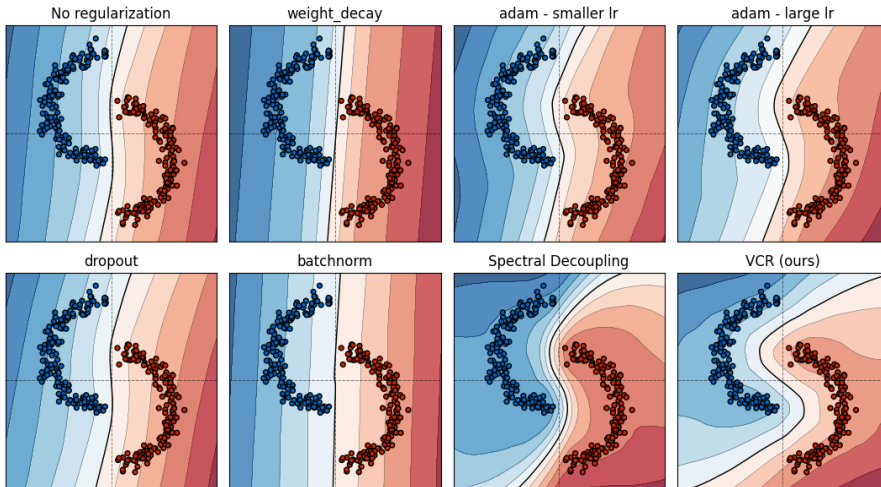 No regularization
weight_decay
adam - smaller lr
adam - large lr
dropout
batchnorm
Spectral Decoupling
VCR (ours)